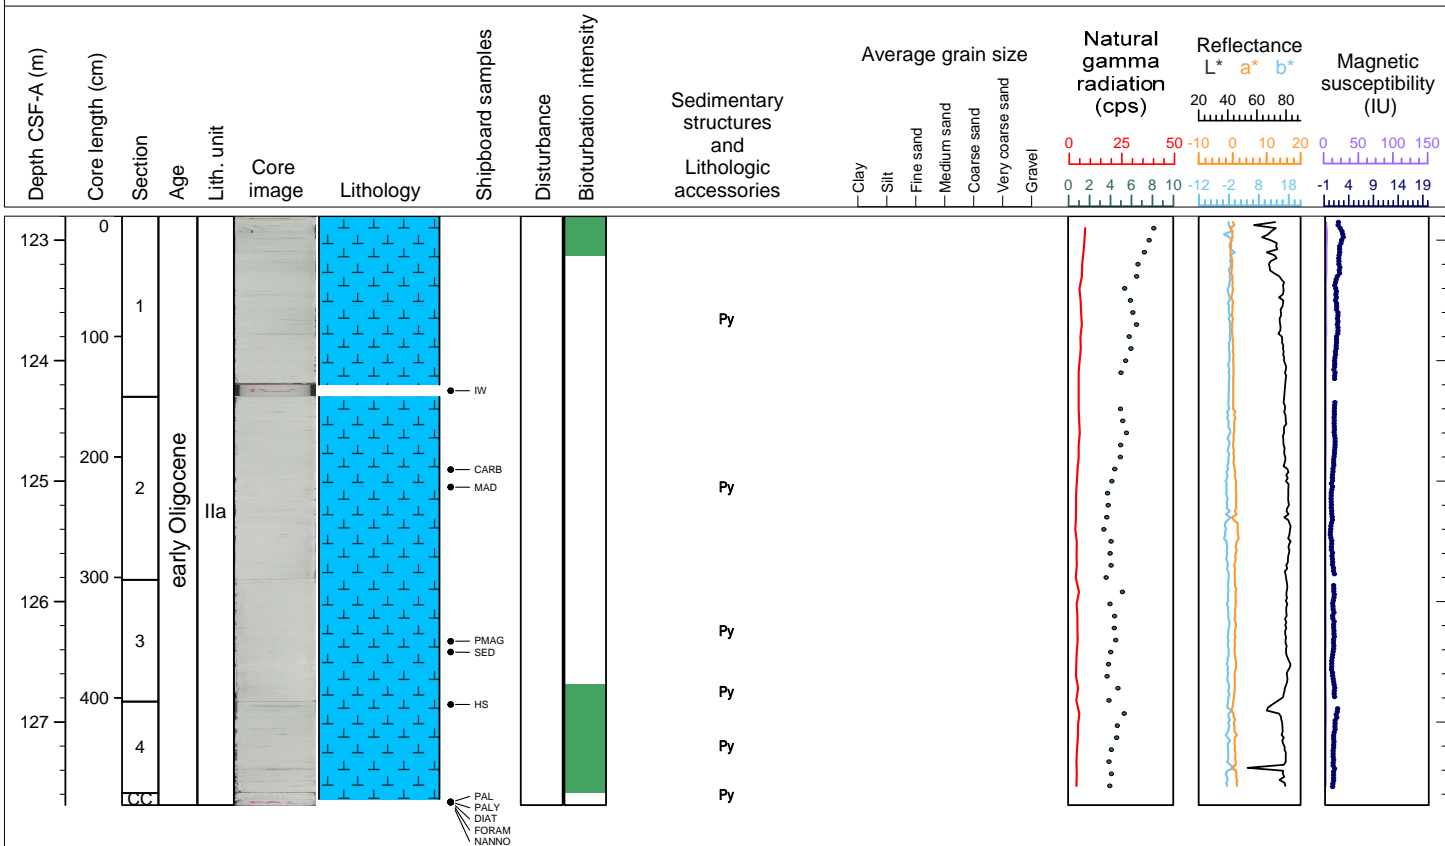 Depth CSF-A (m)
Core length (cm)
Section
Age
Lith. unit
Core
image
Lithology
Shipboard samples
Disturbance
Bioturbation intensity
Sedimentary
structures
and
Lithologic
accessories
Average grain size
Clay
Silt
Fine sand
Medium sand
Coarse sand
Very coarse sand
Gravel
Natural
gamma
radiation
(cps)
0 25 50
0 2 4 6 8 10
Reflectance
L* a* b*
20 40 60 80
-10 0 10 20
-12 -2 8 18
Magnetic
susceptibility
(IU)
0 50 100 150
-1 4 9 14 19
123
124
125
126
127
0
100
200
300
400
1
2
3
4
CC
early Oligocene
IIa
IW
CARB
MAD
PMAG
SED
HS
PAL
PALY
DIAT
FORAM
NANNO
Py
Py
Py
Py
Py
Py